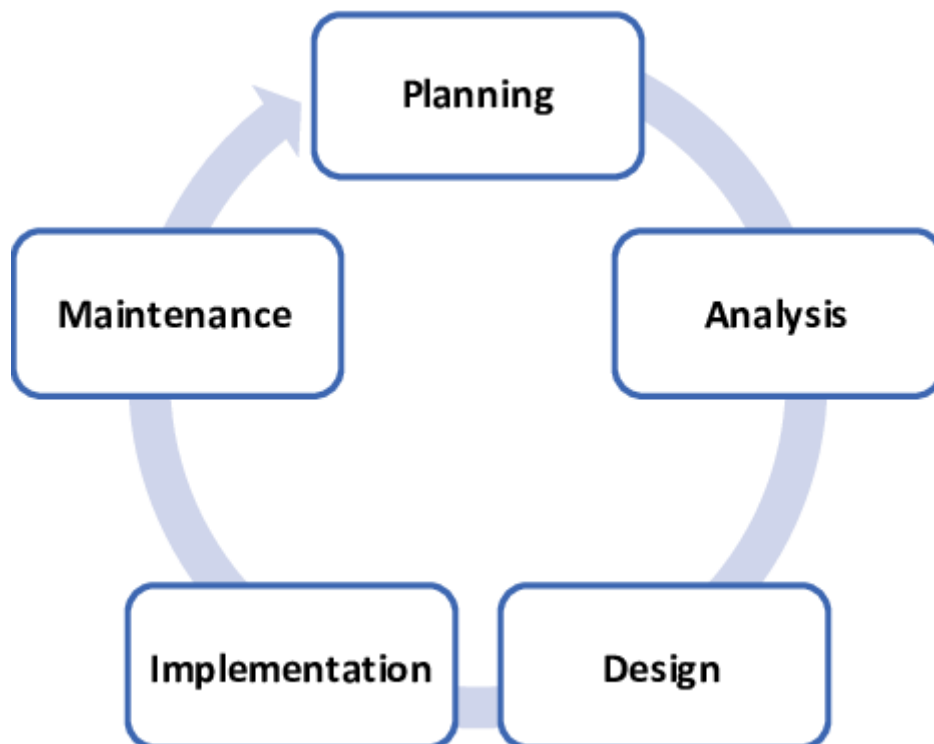 Planning
Analysis
Design
Implementation
Maintenance